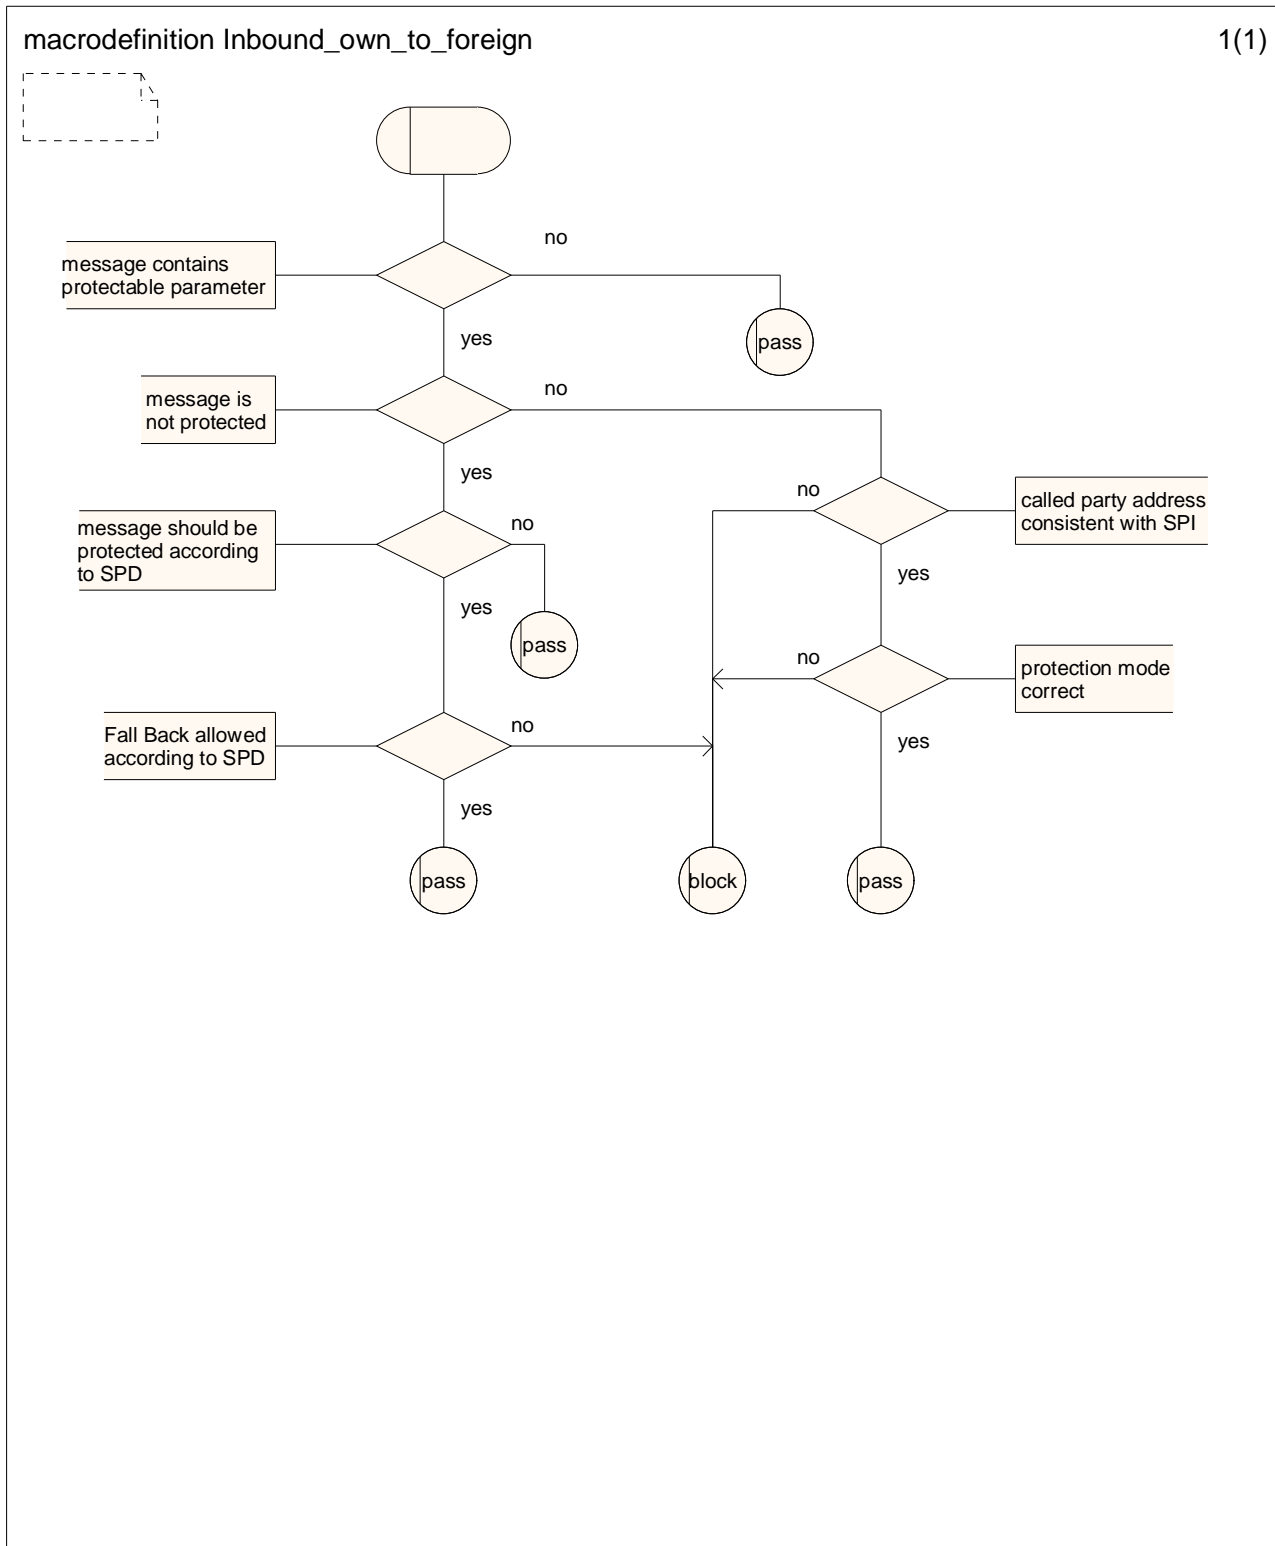 macrodefinition Inbound_own_to_foreign
1(1)
no
message contains
protectable parameter
yes
pass
no
message is
not protected
yes
no
called party address
consistent with SPI
message should be
protected according
to SPD
no
yes
yes
pass
no
protection mode
correct
Fall Back allowed
according to SPD
no
yes
yes
pass
block
pass